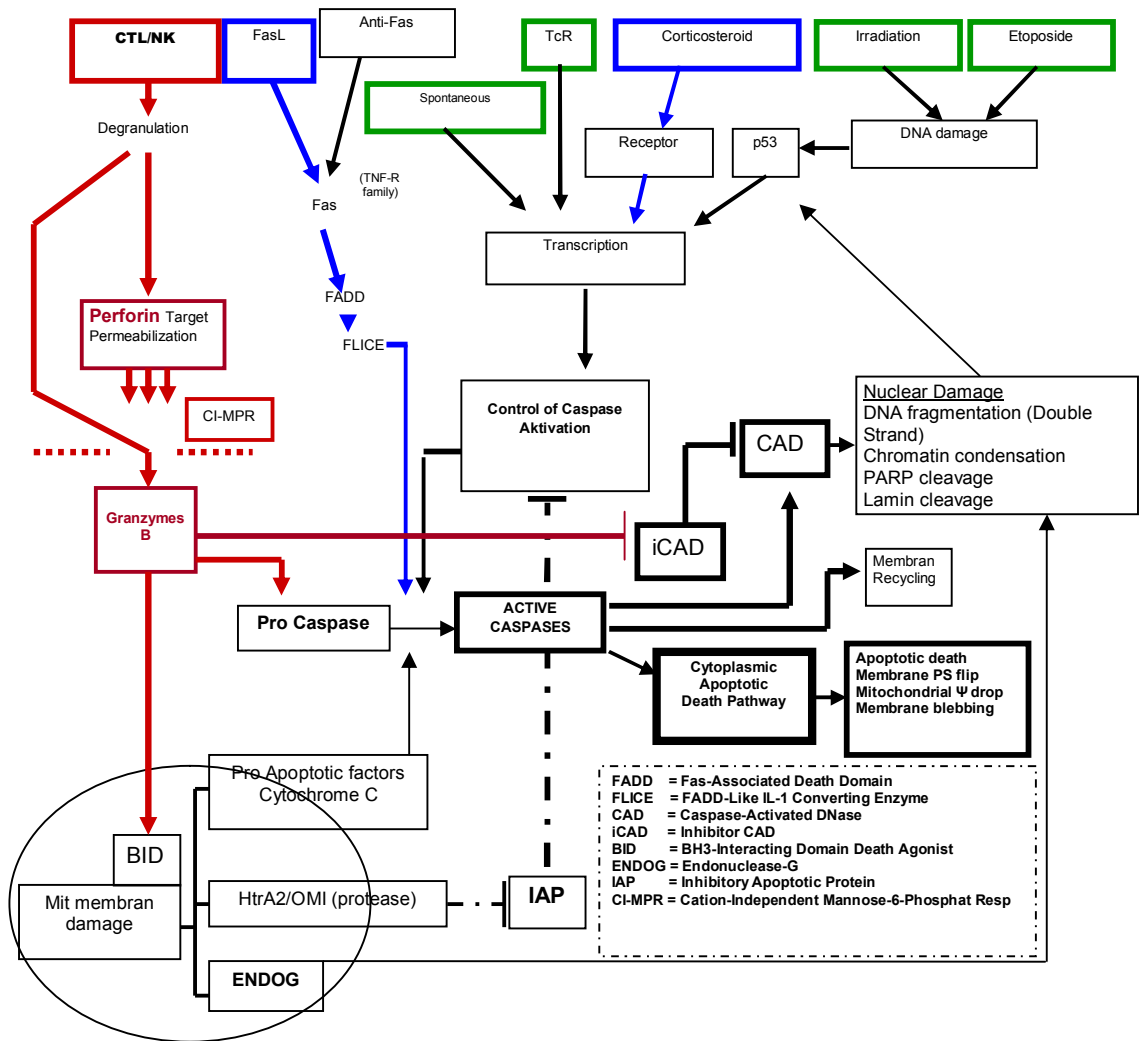 CTL/NK
FasL
Anti-Fas
TcR
Corticosteroid
Irradiation
Etoposide
Spontaneous
Degranulation
Receptor
p53
DNA damage
(TNF-R
family)
Fas
Transcription
FADD
FLICE
Perforin Target
Permeabilization
CI-MPR
Control of Caspase
Aktivation
CAD
Nuclear Damage
DNA fragmentation (Double
Strand)
Chromatin condensation
PARP cleavage
Lamin cleavage
Granzymes
B
iCAD
Membran
Recycling
Pro Caspase
ACTIVE
CASPASES
Cytoplasmic
Apoptotic
Death Pathway
Apoptotic death
Membrane PS flip
Mitochondrial Ψ drop
Membrane blebbing
Pro Apoptotic factors
Cytochrome C
BID
Mit membran
damage
HtrA2/OMI (protease)
IAP
ENDOG
FADD = Fas-Associated Death Domain
FLICE = FADD-Like IL-1 Converting Enzyme
CAD = Caspase-Activated DNase
iCAD = Inhibitor CAD
BID = BH3-Interacting Domain Death Agonist
ENDOG = Endonuclease-G
IAP = Inhibitory Apoptotic Protein
CI-MPR = Cation-Independent Mannose-6-Phosphat Resp